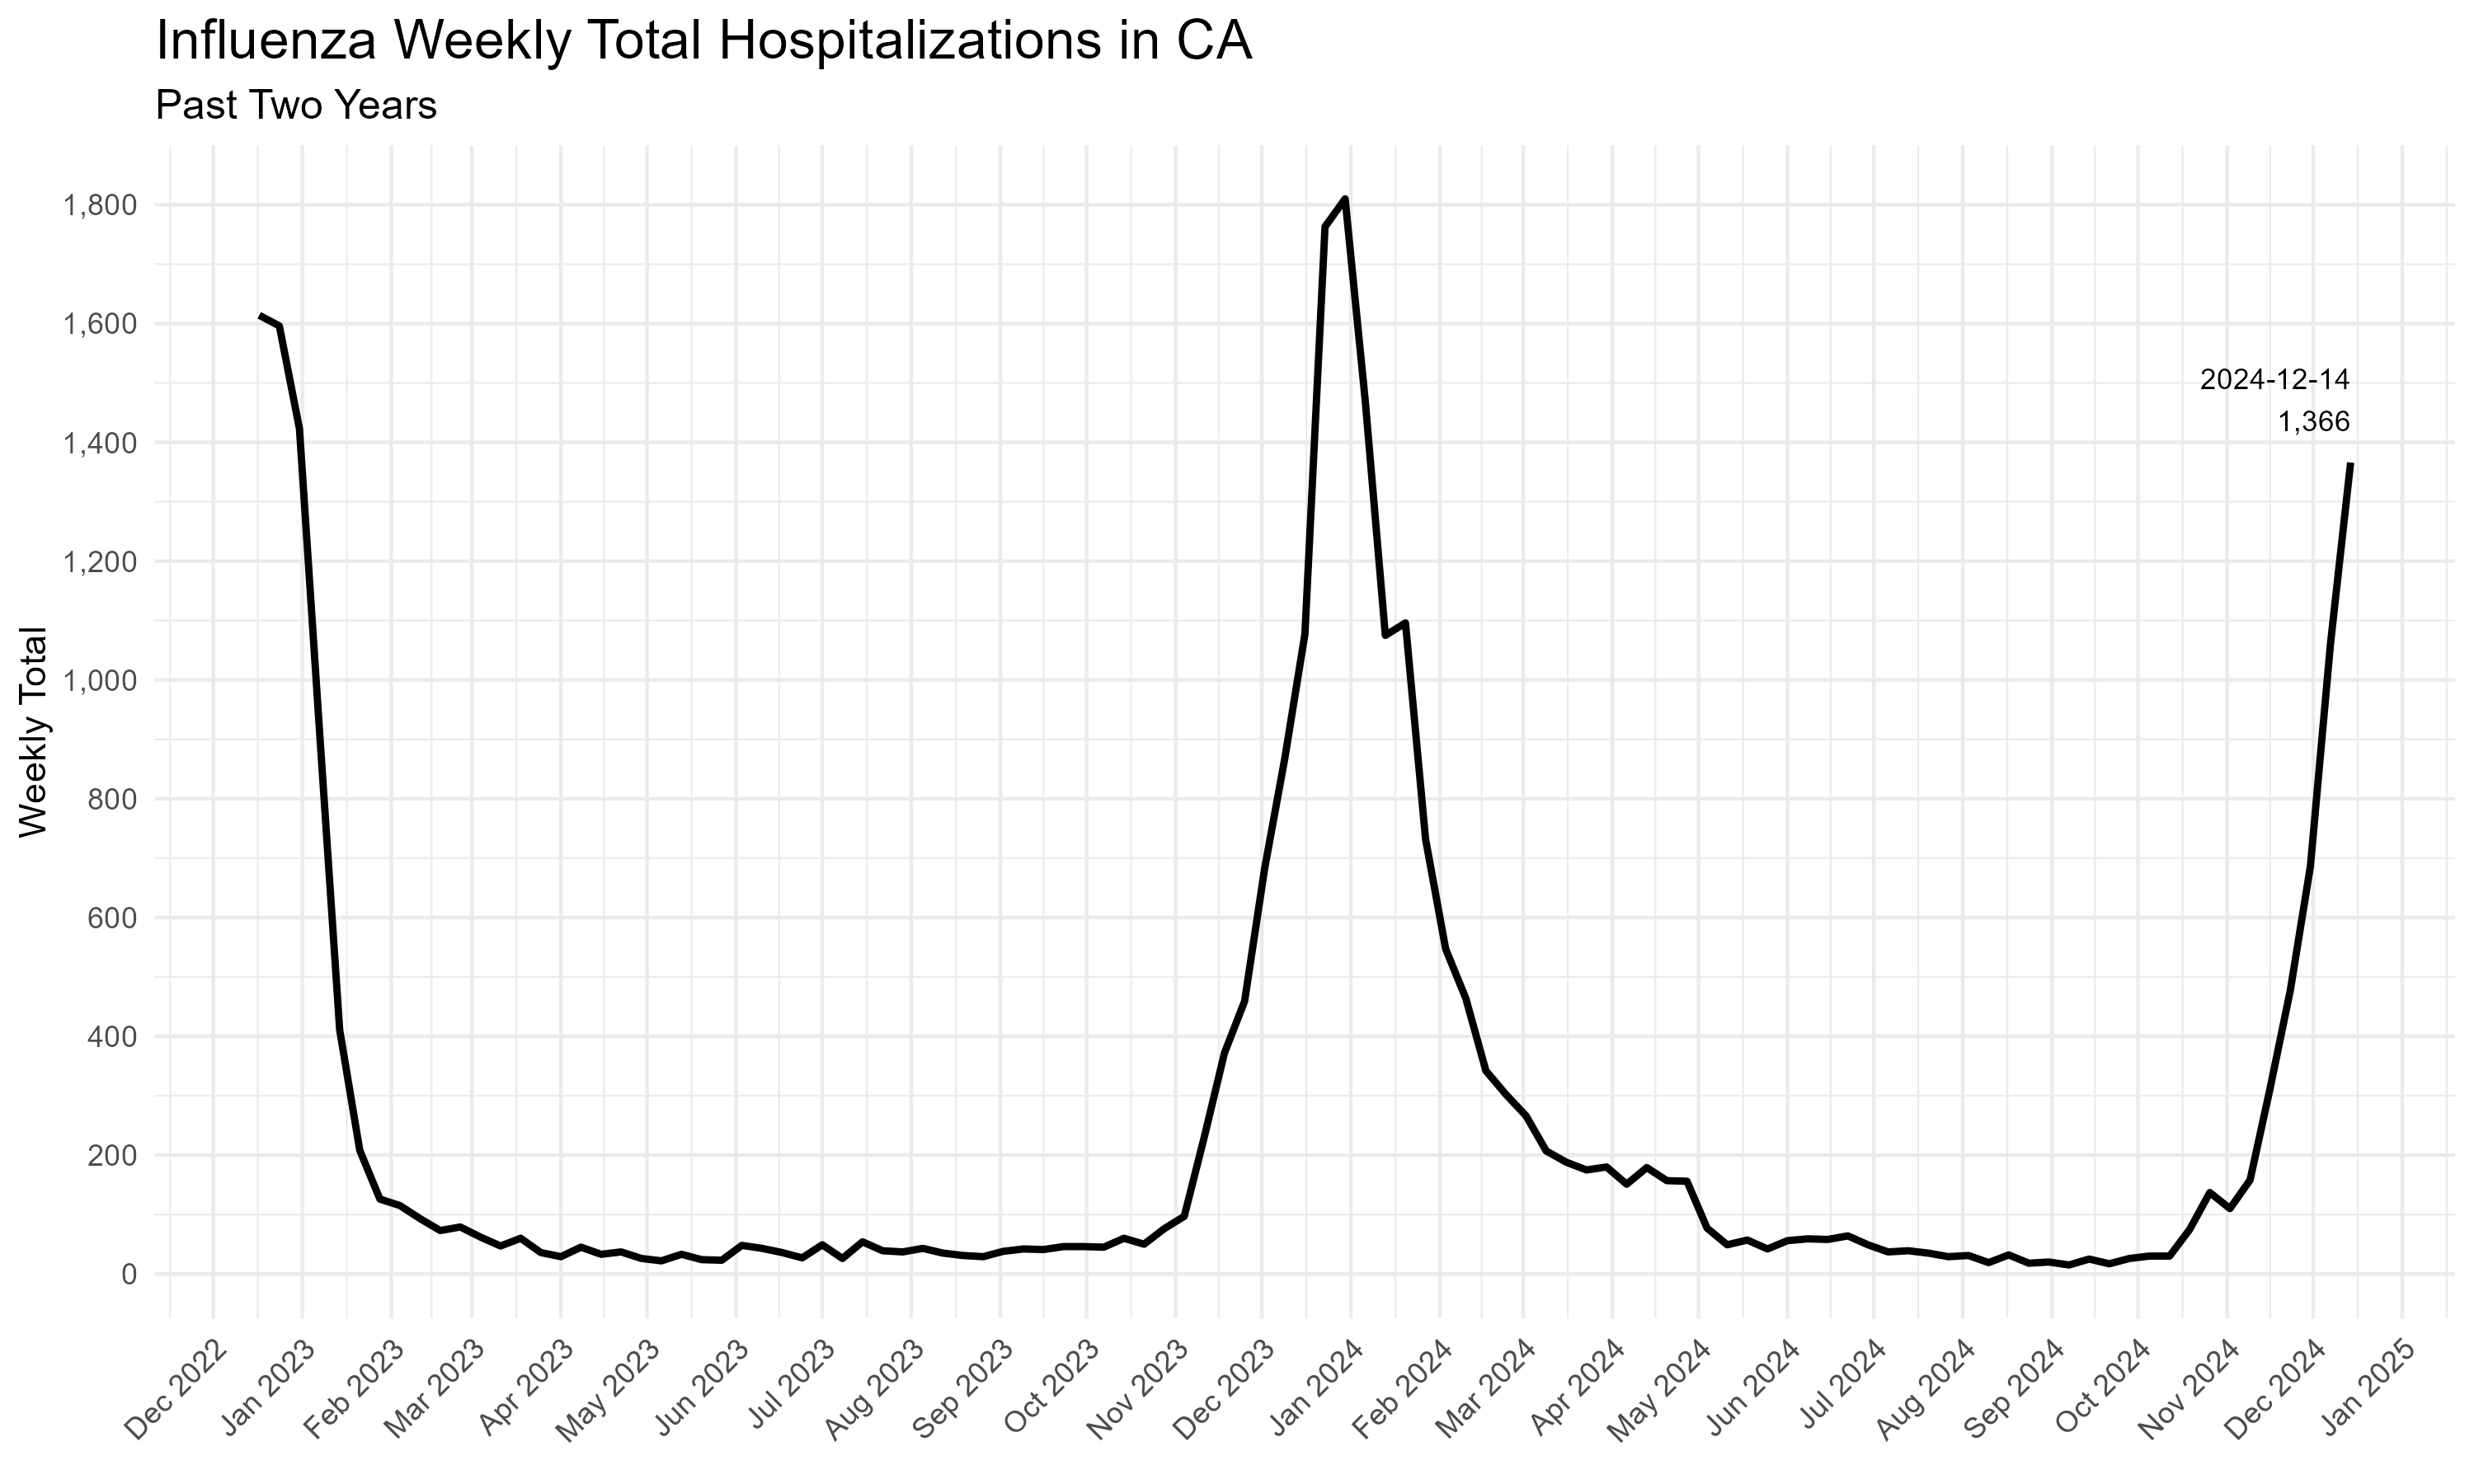 Influenza Weekly Total Hospitalizations in CA
Past Two Years
Weekly Total
1,800
1,600
1,400
1,200
1,000
800
600
400
200
0
2024-12-14
1,366
Dec 2022
Jan 2023
Feb 2023
Mar 2023
Apr 2023
May 2023
Jun 2023
Jul 2023
Aug 2023
Sep 2023
Oct 2023
Nov 2023
Dec 2023
Jan 2024
Feb 2024
Mar 2024
Apr 2024
May 2024
Jun 2024
Jul 2024
Aug 2024
Sep 2024
Oct 2024
Nov 2024
Dec 2024
Jan 2025